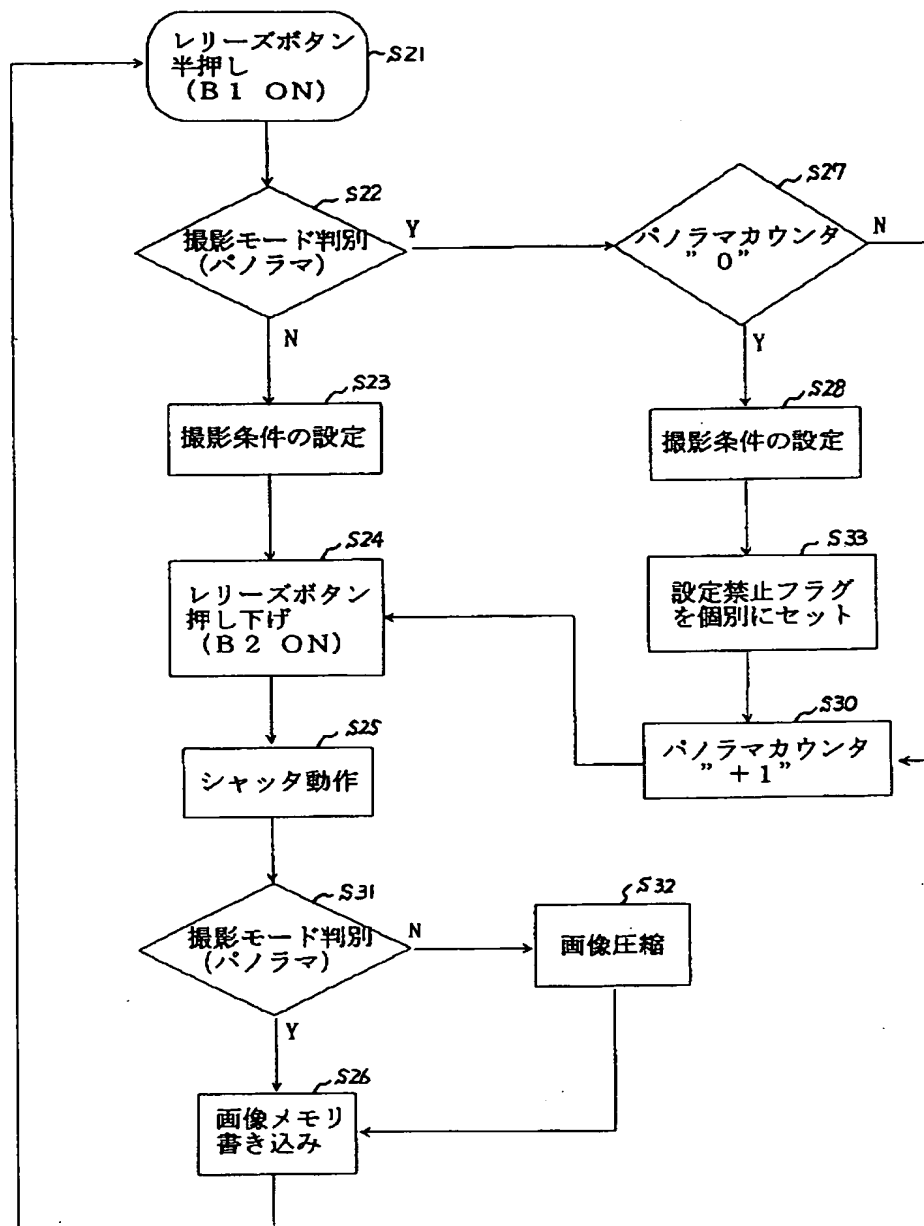 レリーズボタン
半押し
(B1 ON)
S21
S22
撮影モード判別
(パノラマ)
Y
N
S27
パノラマカウンタ
"0"
N
Y
S23
撮影条件の設定
S28
撮影条件の設定
S24
レリーズボタン
押し下げ
(B2 ON)
S33
設定禁止フラグ
を個別にセット
S25
シャッタ動作
S30
パノラマカウンタ
"+1"
S31
撮影モード判別
(パノラマ)
N
Y
S32
画像圧縮
S26
画像メモリ
書き込み